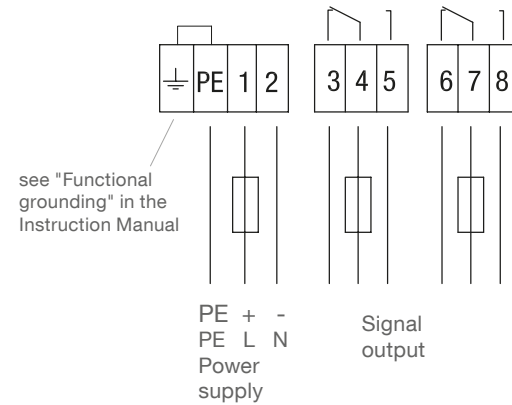 PE 1 2 3 4 5 6 7 8
see "Functional
grounding" in the
Instruction Manual
PE + -
PE L N
Power
supply
Signal
output